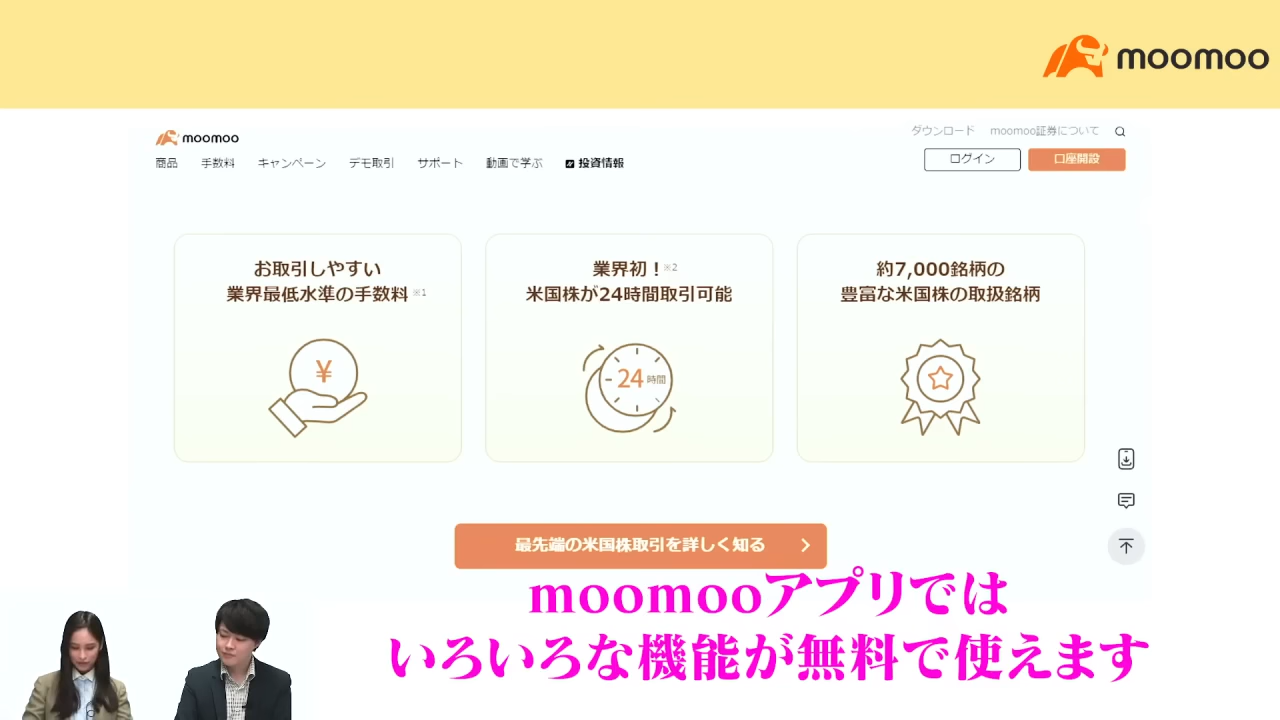 moomoo
moomoo
ダウンロード moomoo証券について
商品 手数料 キャンペーン デモ取引 サポート 動画で学ぶ 投資情報
ログイン 口座開設
お取引しやすい
業界最低水準の手数料 ※1
¥
業界初！※2
米国株が24時間取引可能
24時間
約7,000銘柄の
豊富な米国株の取扱銘柄
最先端の米国株取引を詳しく知る
moomooアプリでは
いろいろな機能が無料で使えます